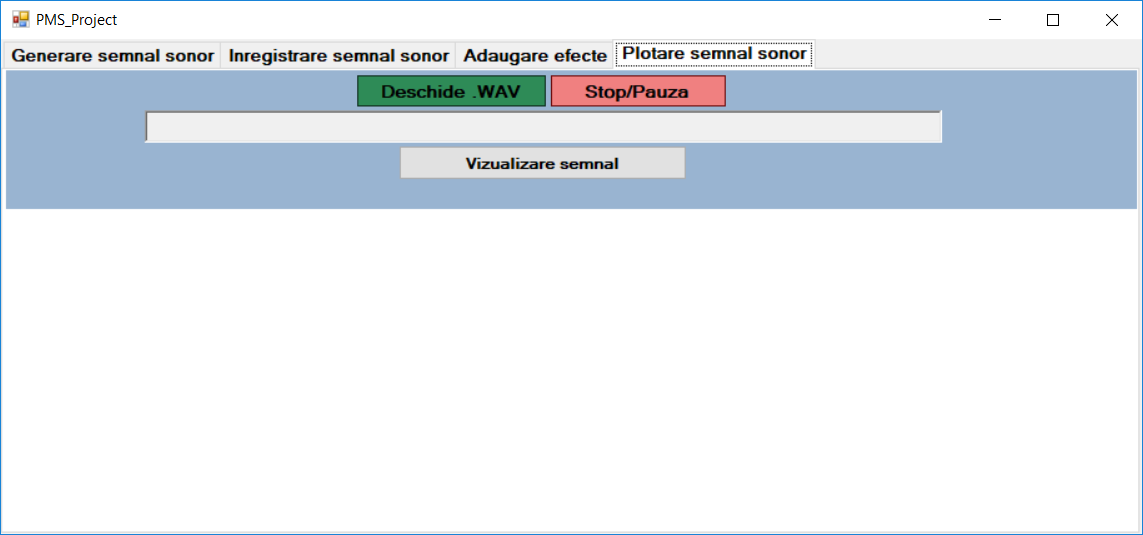 PMS_Project
Generare semnal sonor Inregistrare semnal sonor Adaugare efecte Plotare semnal sonor
Deschide .WAV Stop/Pauza
Vizualizare semnal